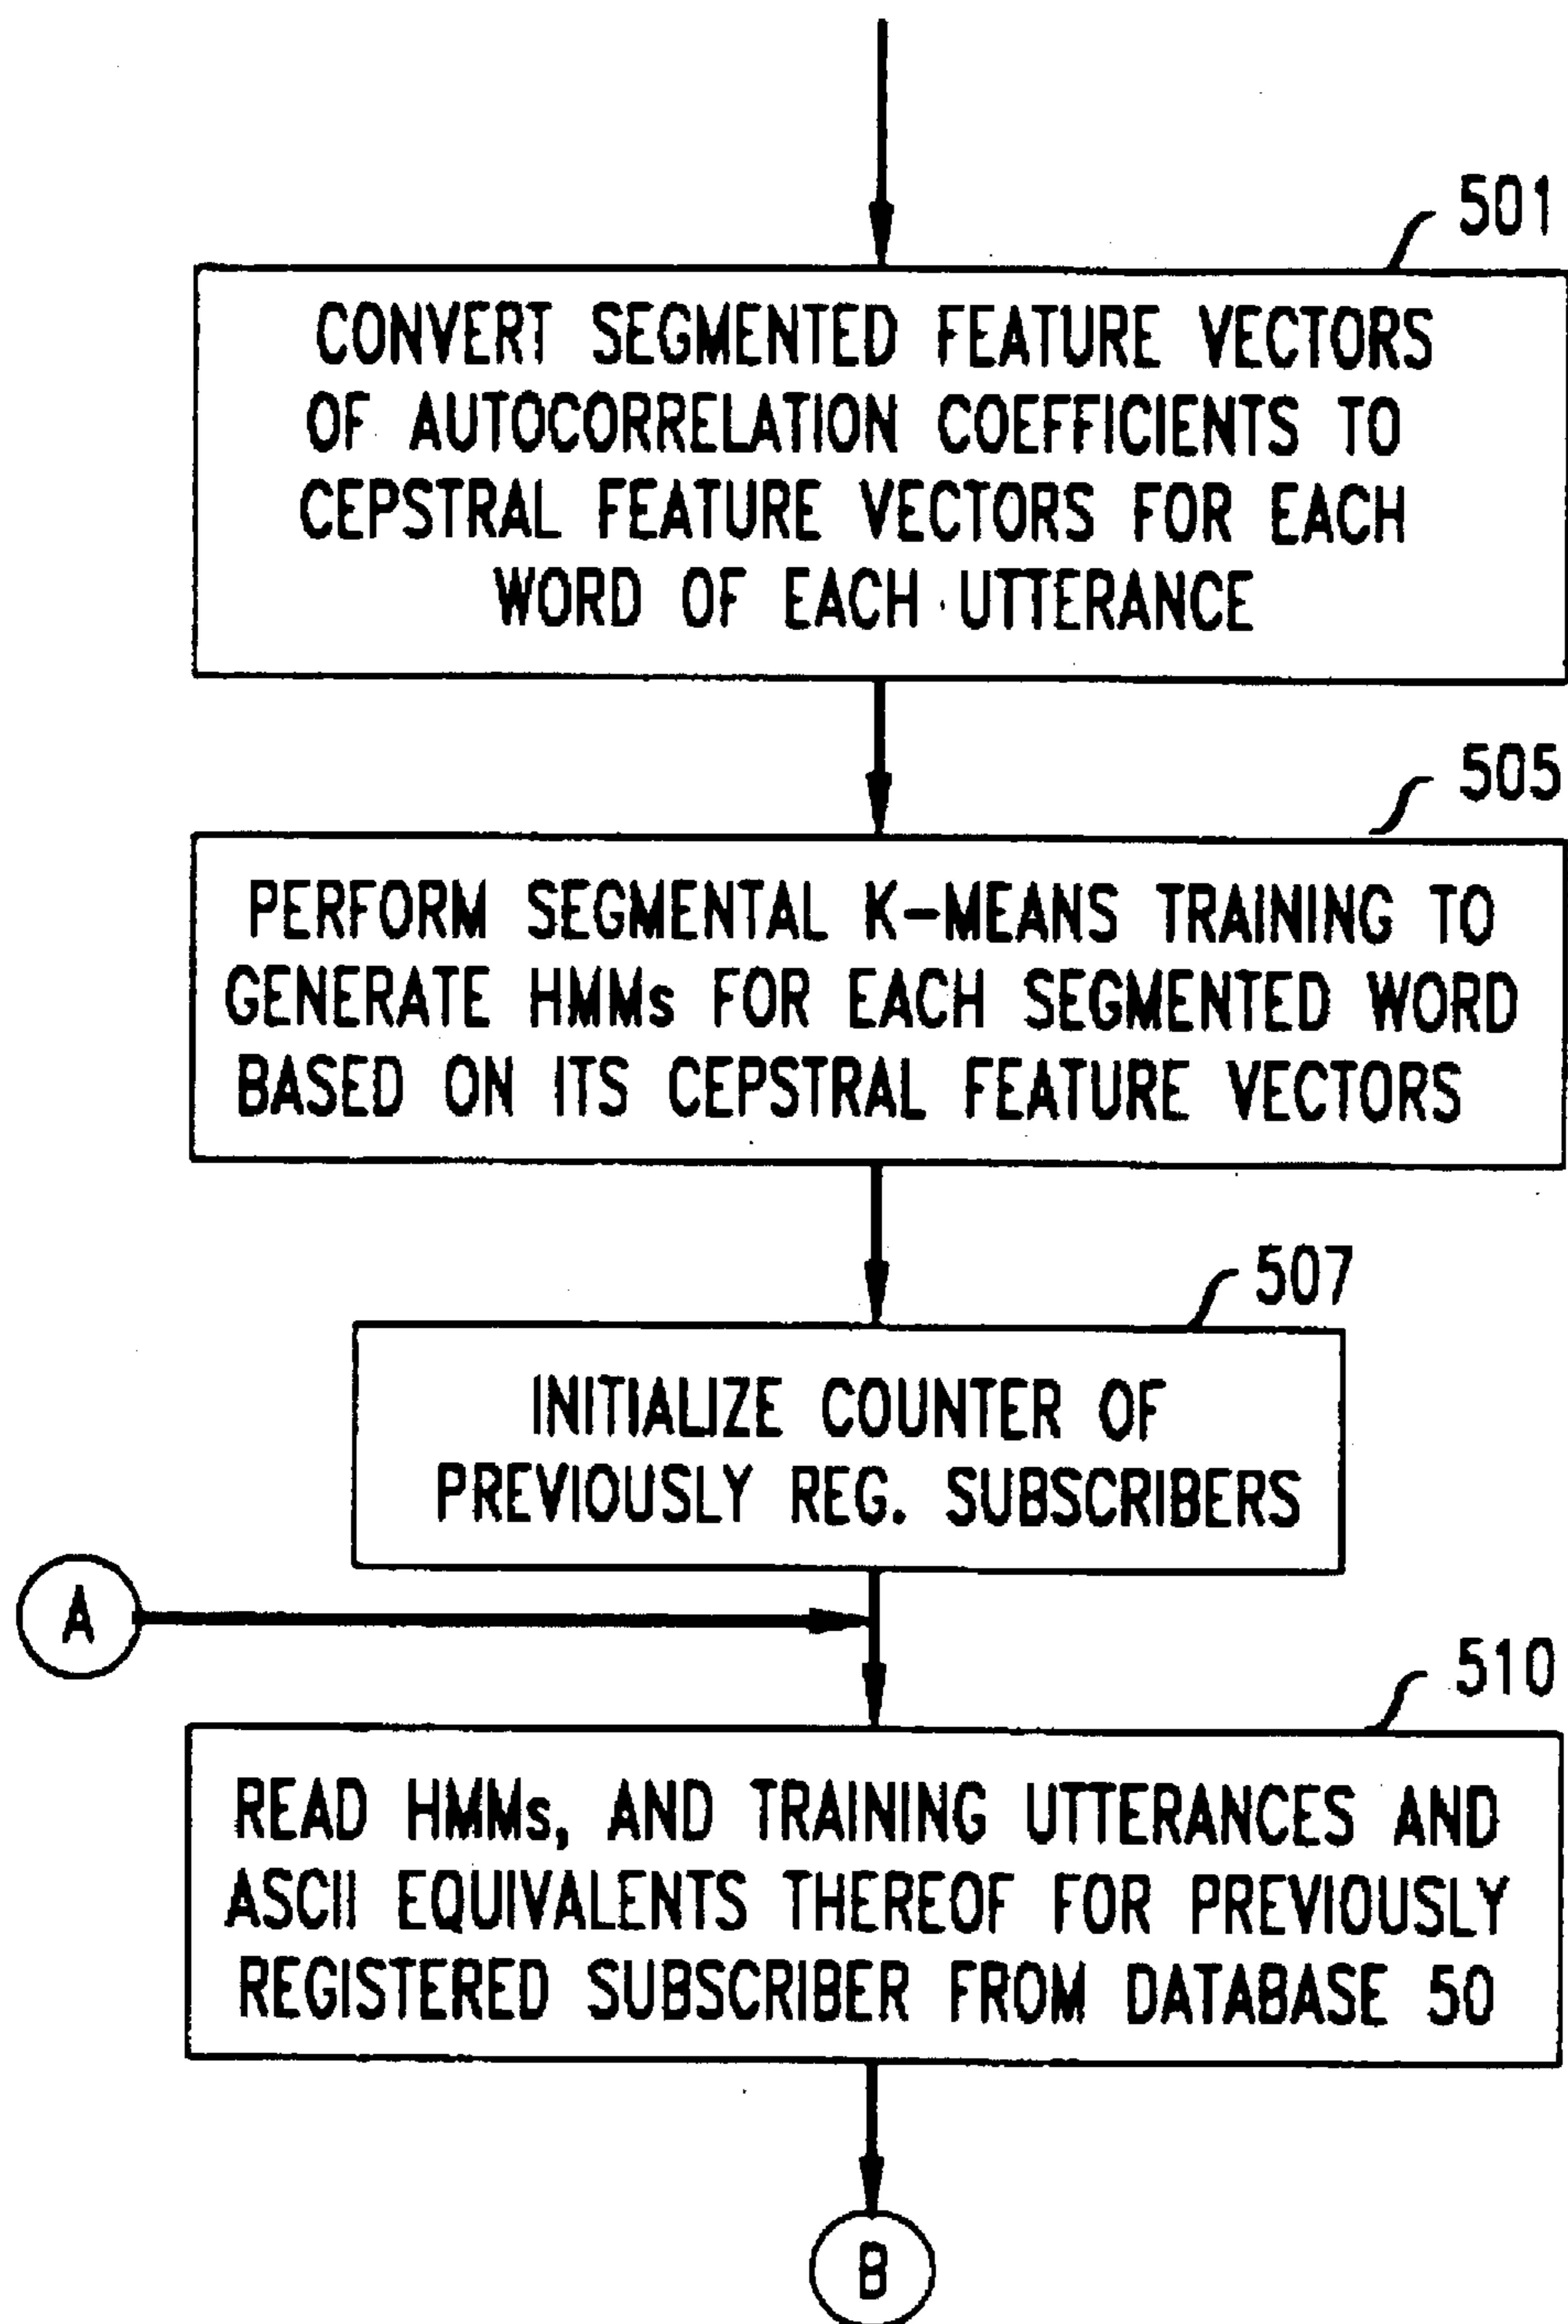 501
CONVERT SEGMENTED FEATURE VECTORS
OF AUTOCORRELATION COEFFICIENTS TO
CEPSTRAL FEATURE VECTORS FOR EACH
WORD OF EACH UTTERANCE
505
PERFORM SEGMENTAL K-MEANS TRAINING TO
GENERATE HMMs FOR EACH SEGMENTED WORD
BASED ON ITS CEPSTRAL FEATURE VECTORS
507
INITIALIZE COUNTER OF
PREVIOUSLY REG. SUBSCRIBERS
A
510
READ HMMs, AND TRAINING UTTERANCES AND
ASCII EQUIVALENTS THEREOF FOR PREVIOUSLY
REGISTERED SUBSCRIBER FROM DATABASE 50
B